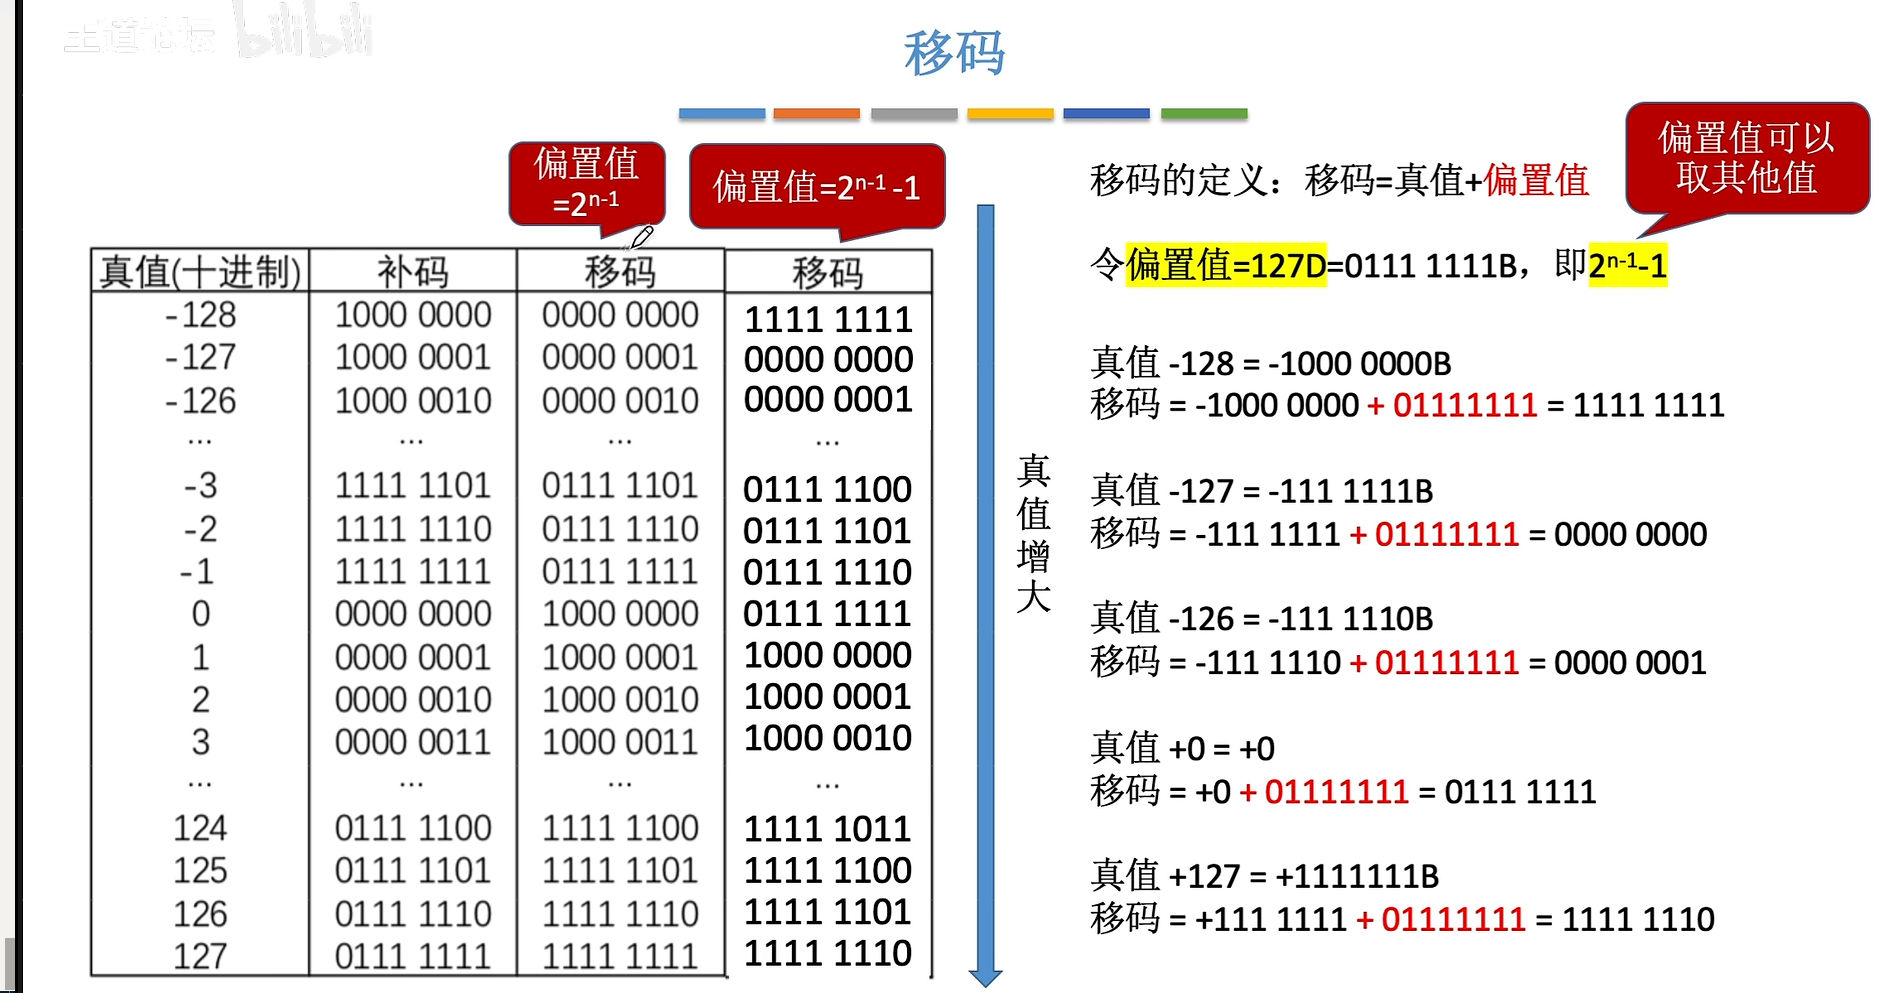 王道论坛 bilibili
移码
偏置值
=2ⁿ⁻¹
偏置值=2ⁿ⁻¹ -1
真值(十进制) 补码 移码 移码
-128 1000 0000 0000 0000 1111 1111
-127 1000 0001 0000 0001 0000 0000
-126 1000 0010 0000 0010 0000 0001
... ... ... ...
-3 1111 1101 0111 1101 0111 1100
-2 1111 1110 0111 1110 0111 1101
-1 1111 1111 0111 1111 0111 1110
0 0000 0000 1000 0000 0111 1111
1 0000 0001 1000 0001 1000 0000
2 0000 0010 1000 0010 1000 0001
3 0000 0011 1000 0011 1000 0010
... ... ... ...
124 0111 1100 1111 1100 1111 1011
125 0111 1101 1111 1101 1111 1100
126 0111 1110 1111 1110 1111 1101
127 0111 1111 1111 1111 1111 1110
真
值
增
大
偏置值可以
取其他值
移码的定义：移码=真值+偏置值
令偏置值=127D=0111 1111B，即2ⁿ⁻¹-1
真值 -128 = -1000 0000B
移码 = -1000 0000 + 01111111 = 1111 1111
真值 -127 = -111 1111B
移码 = -111 1111 + 01111111 = 0000 0000
真值 -126 = -111 1110B
移码 = -111 1110 + 01111111 = 0000 0001
真值 +0 = +0
移码 = +0 + 01111111 = 0111 1111
真值 +127 = +1111111B
移码 = +111 1111 + 01111111 = 1111 1110